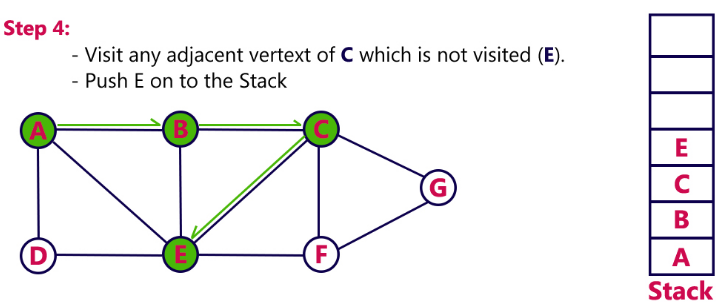 Step 4:
- Visit any adjacent vertext of C which is not visited (E).
- Push E on to the Stack
A
B
C
G
D
E
F
E
C
B
A
Stack